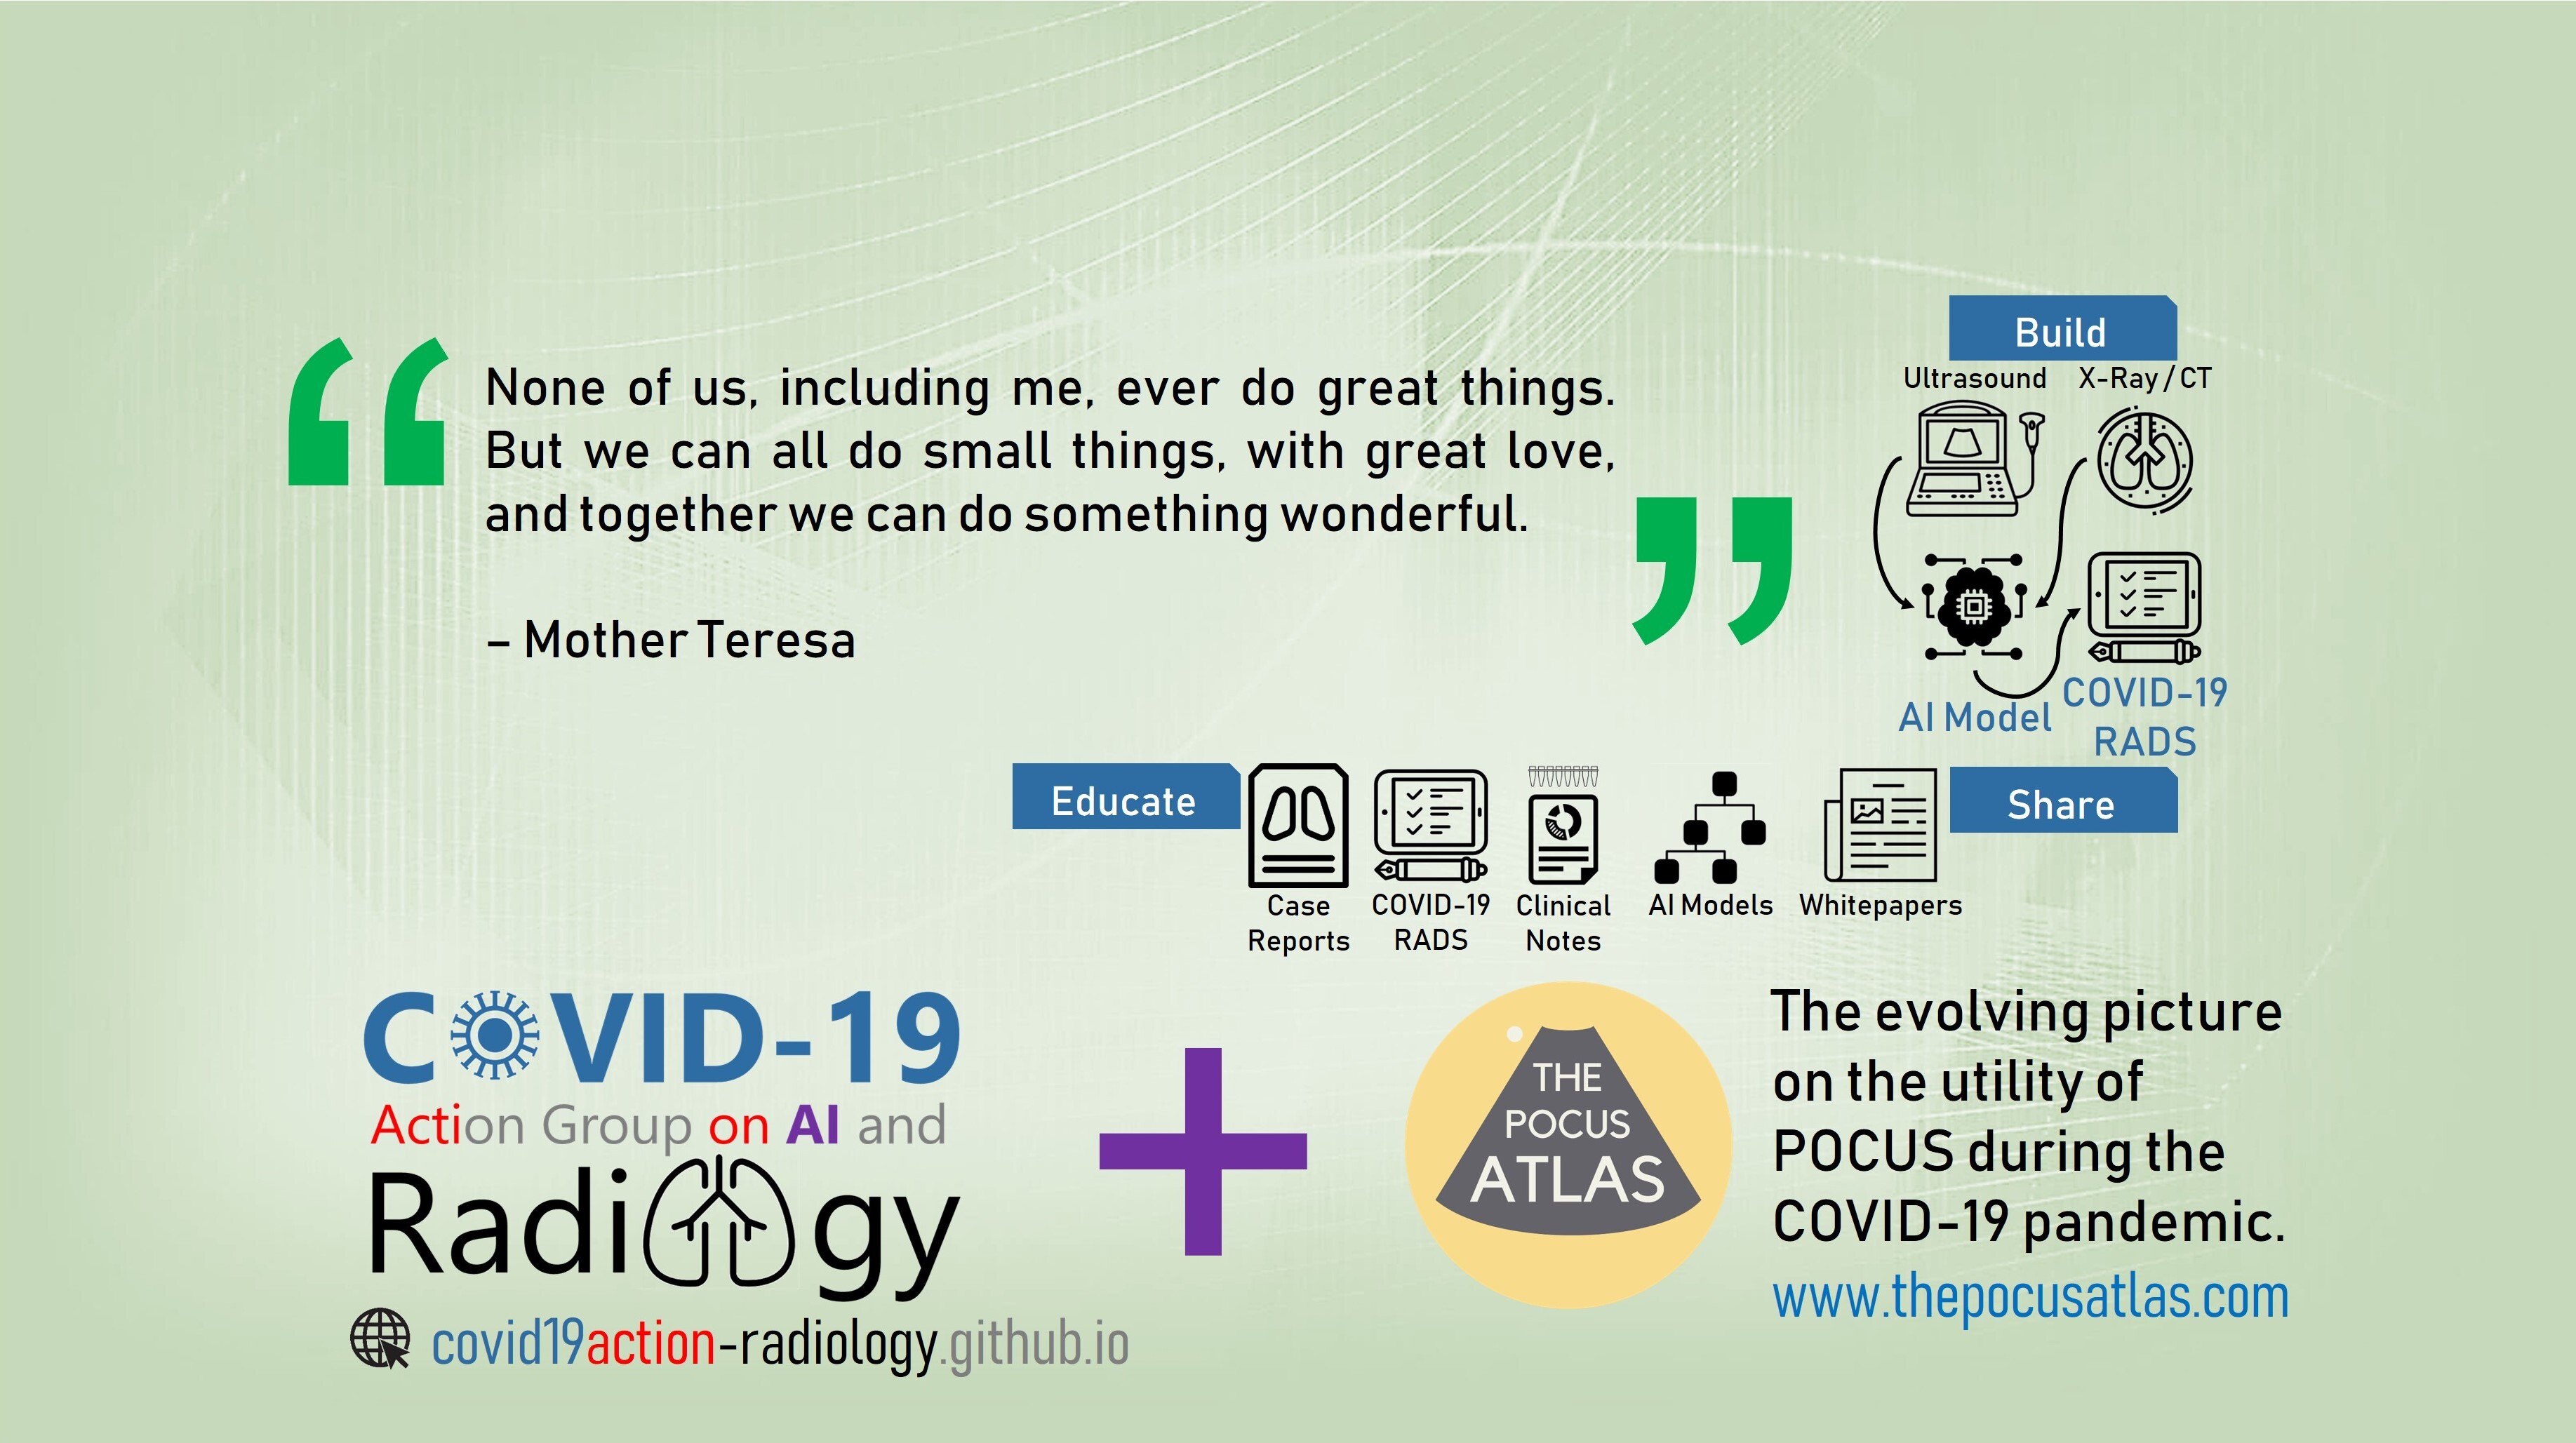 None of us, including me, ever do great things.
But we can all do small things, with great love,
and together we can do something wonderful.
– Mother Teresa
Build
Ultrasound X-Ray / CT
AI Model
COVID-19
RADS
Educate
Share
Case
Reports
COVID-19
RADS
Clinical
Notes
AI Models
Whitepapers
COVID-19
Action Group on AI and
Radiology
covid19action-radiology.github.io
THE
POCUS
ATLAS
The evolving picture
on the utility of
POCUS during the
COVID-19 pandemic.
www.thepocusatlas.com